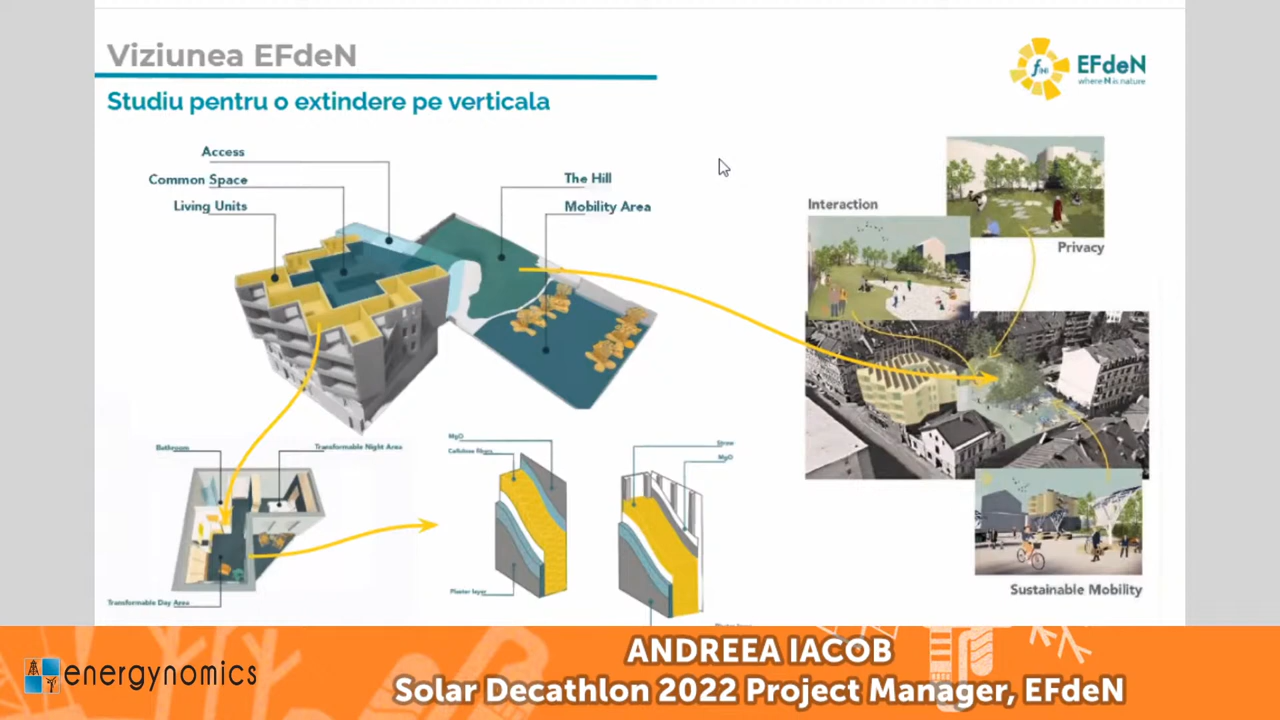 Viziunea EFdeN
EFdeN
where N is nature
Studiu pentru o extindere pe verticala
Access
Common Space
Living Units
The Hill
Mobility Area
Interaction
Privacy
Bathroom
Transformable Night Area
Transformable Day Area
MgO
Cellulose fibers
Plaster layer
Straw
MgO
Sustainable Mobility
energynomics
ANDREEA IACOB
Solar Decathlon 2022 Project Manager, EFdeN